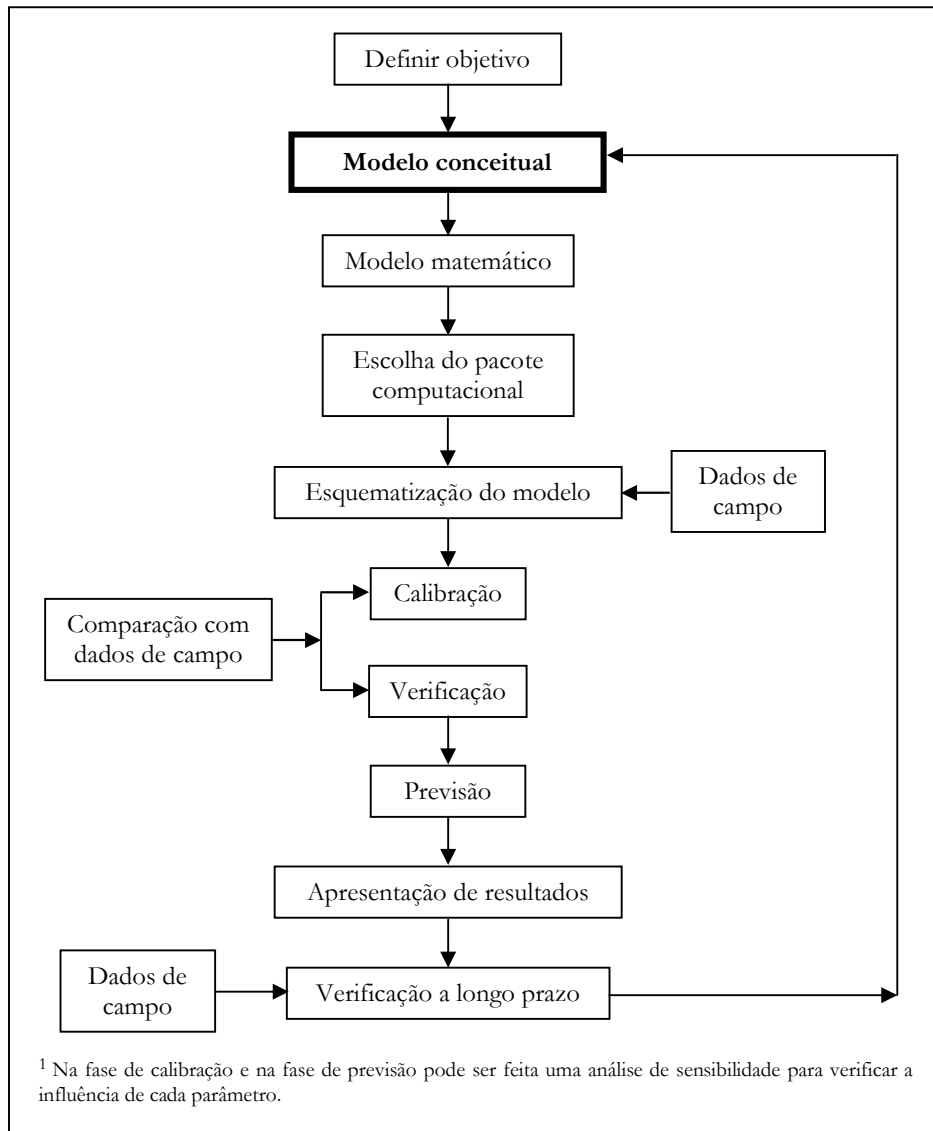 Definir objetivo
Modelo conceitual
Modelo matemático
Escolha do pacote
computacional
Esquematização do modelo
Dados de
campo
Calibração
Comparação com
dados de campo
Verificação
Previsão
Apresentação de resultados
Dados de
campo
Verificação a longo prazo
1 Na fase de calibração e na fase de previsão pode ser feita uma análise de sensibilidade para verificar a
influência de cada parâmetro.